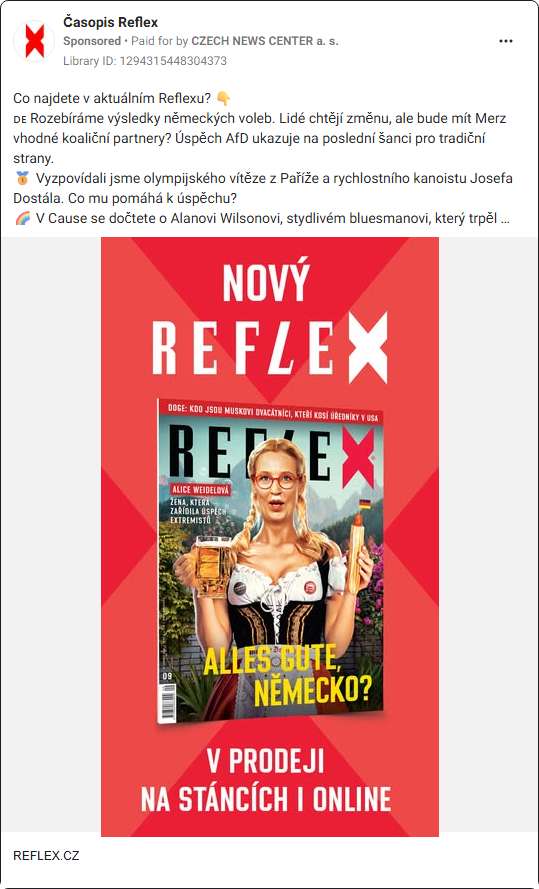 Časopis Reflex
Sponsored • Paid for by CZECH NEWS CENTER a. s.
Library ID: 1294315448304373
Co najdete v aktuálním Reflexu? 👇
DE Rozebíráme výsledky německých voleb. Lidé chtějí změnu, ale bude mít Merz
vhodné koaliční partnery? Úspěch AfD ukazuje na poslední šanci pro tradiční
strany.
🏅 Vyzpovídali jsme olympijského vítěze z Paříže a rychlostního kanoistu Josefa
Dostála. Co mu pomáhá k úspěchu?
🌈 V Cause se dočtete o Alanovi Wilsonovi, stydlivém bluesmanovi, který trpěl ...
NOVÝ
REFLEX
DOGE: KDO JSOU MUSKOVI DVACÁTNÍCI, KTEŘÍ KOSÍ ÚŘEDNÍKY V USA
REFLEX
ALICE WEIDELOVÁ
ŽENA, KTERÁ
ZAŘÍDILA ÚSPĚCH
EXTREMISTŮ
ALLES GUTE,
NĚMECKO?
09
V PRODEJI
NA STÁNCÍCH I ONLINE
REFLEX.CZ